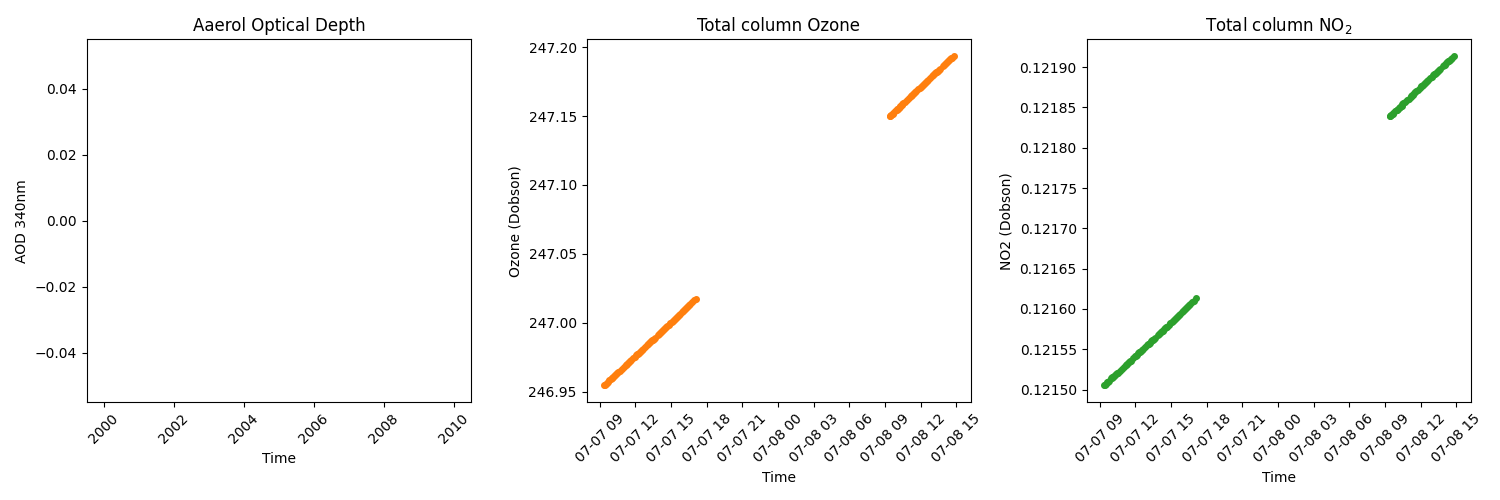 Aaerol Optical Depth
AOD 340nm
0.04
0.02
0.00
−0.02
−0.04
2000 2002 2004 2006 2008 2010
Time
Total column Ozone
Ozone (Dobson)
247.20
247.15
247.10
247.05
247.00
246.95
07-07 09 07-07 12 07-07 15 07-07 18 07-07 21 07-08 00 07-08 03 07-08 06 07-08 09 07-08 12 07-08 15
Time
Total column NO₂
NO2 (Dobson)
0.12190
0.12185
0.12180
0.12175
0.12170
0.12165
0.12160
0.12155
0.12150
07-07 09 07-07 12 07-07 15 07-07 18 07-07 21 07-08 00 07-08 03 07-08 06 07-08 09 07-08 12 07-08 15
Time